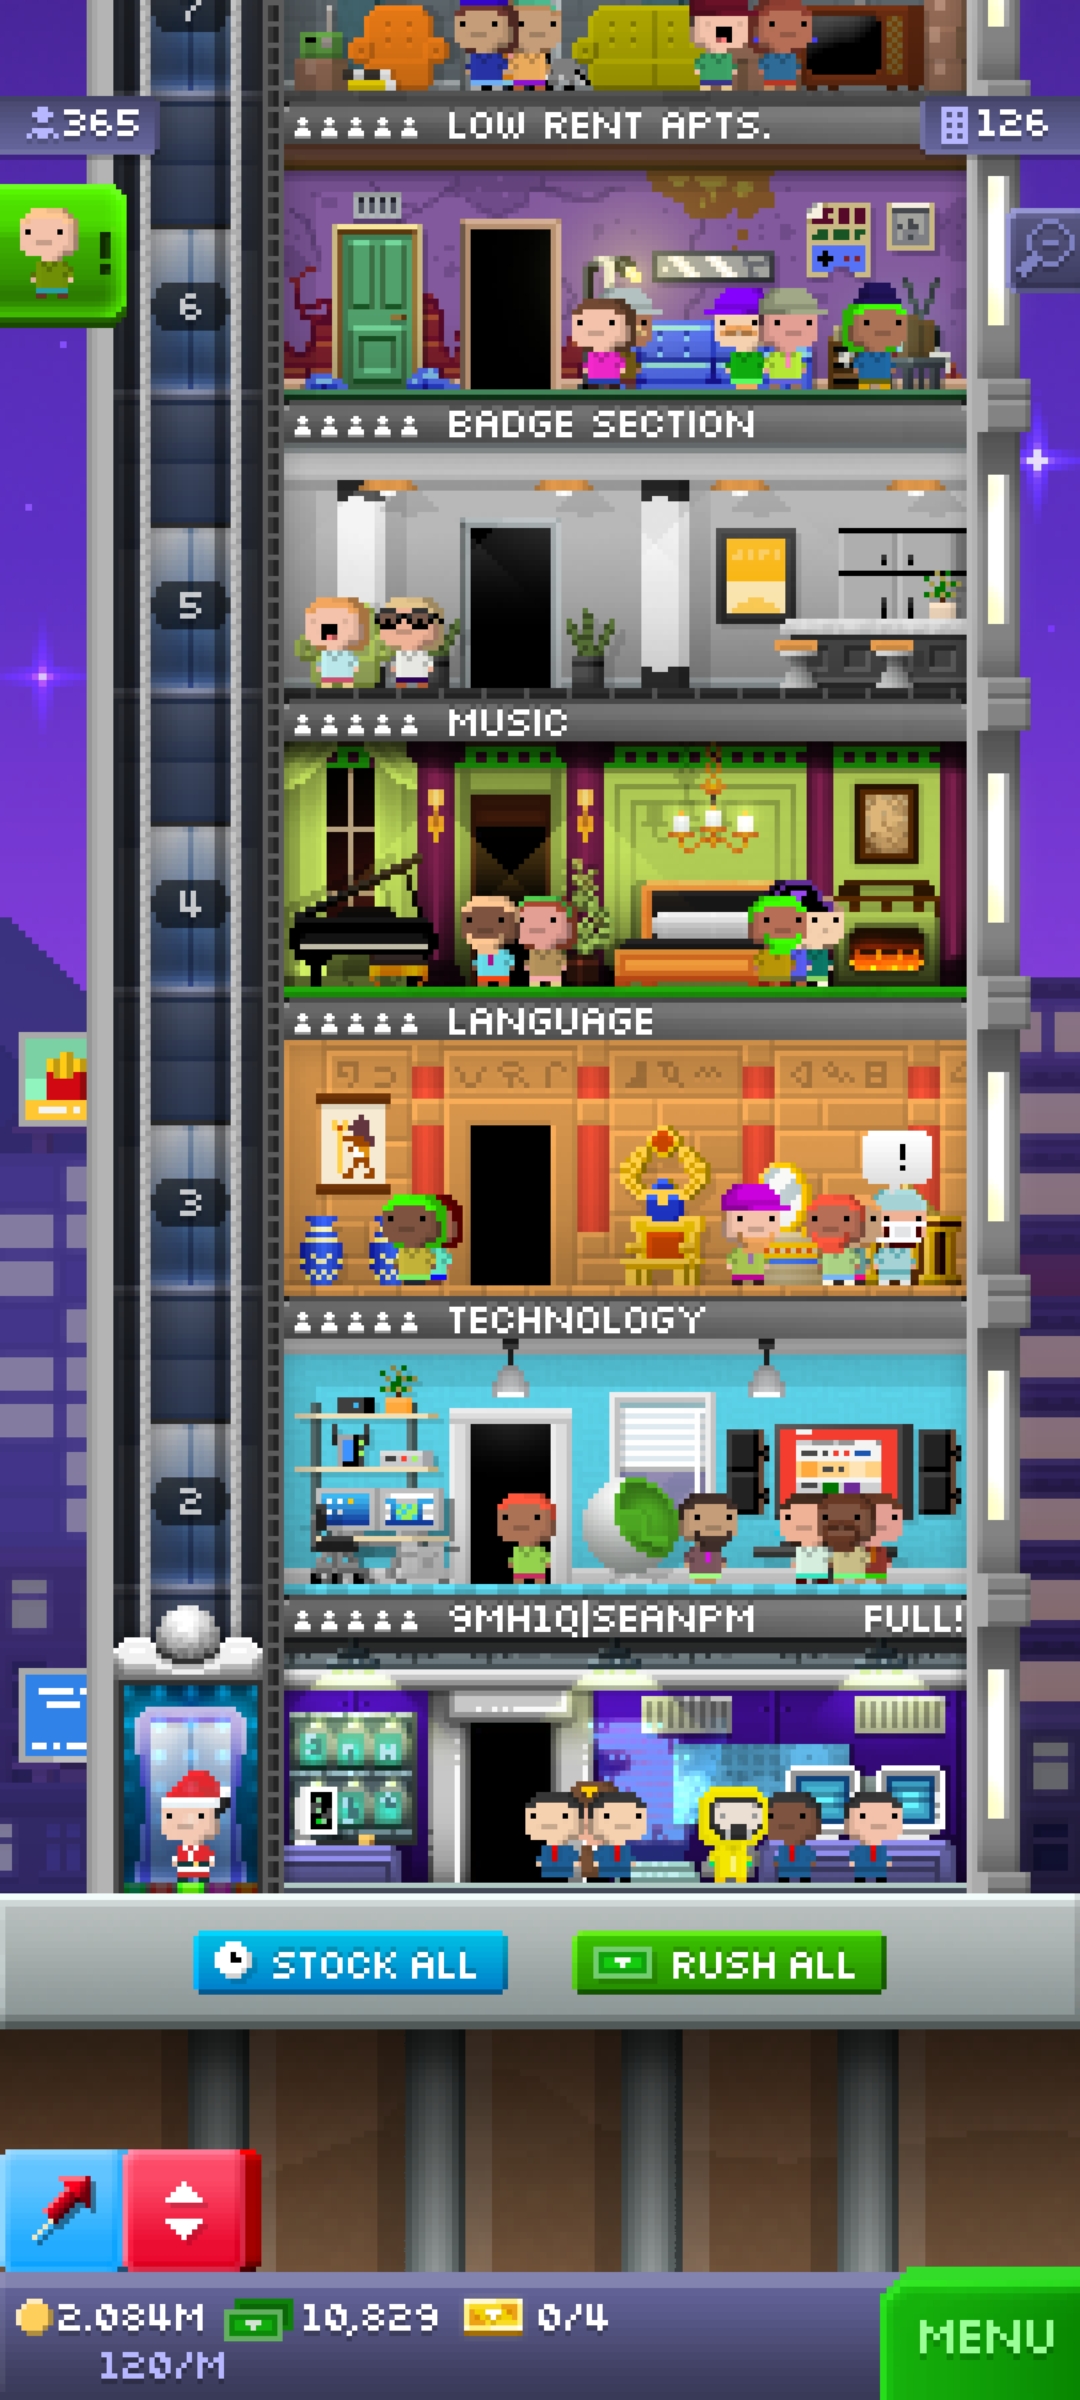 7
365
LOW RENT APTS.
126
!
6
BADGE SECTION
5
MUSIC
4
LANGUAGE
!
3
TECHNOLOGY
2
9MH1Q|SEANPM FULL!
STOCK ALL
RUSH ALL
2.084M 10,829 0/4
120/M
MENU